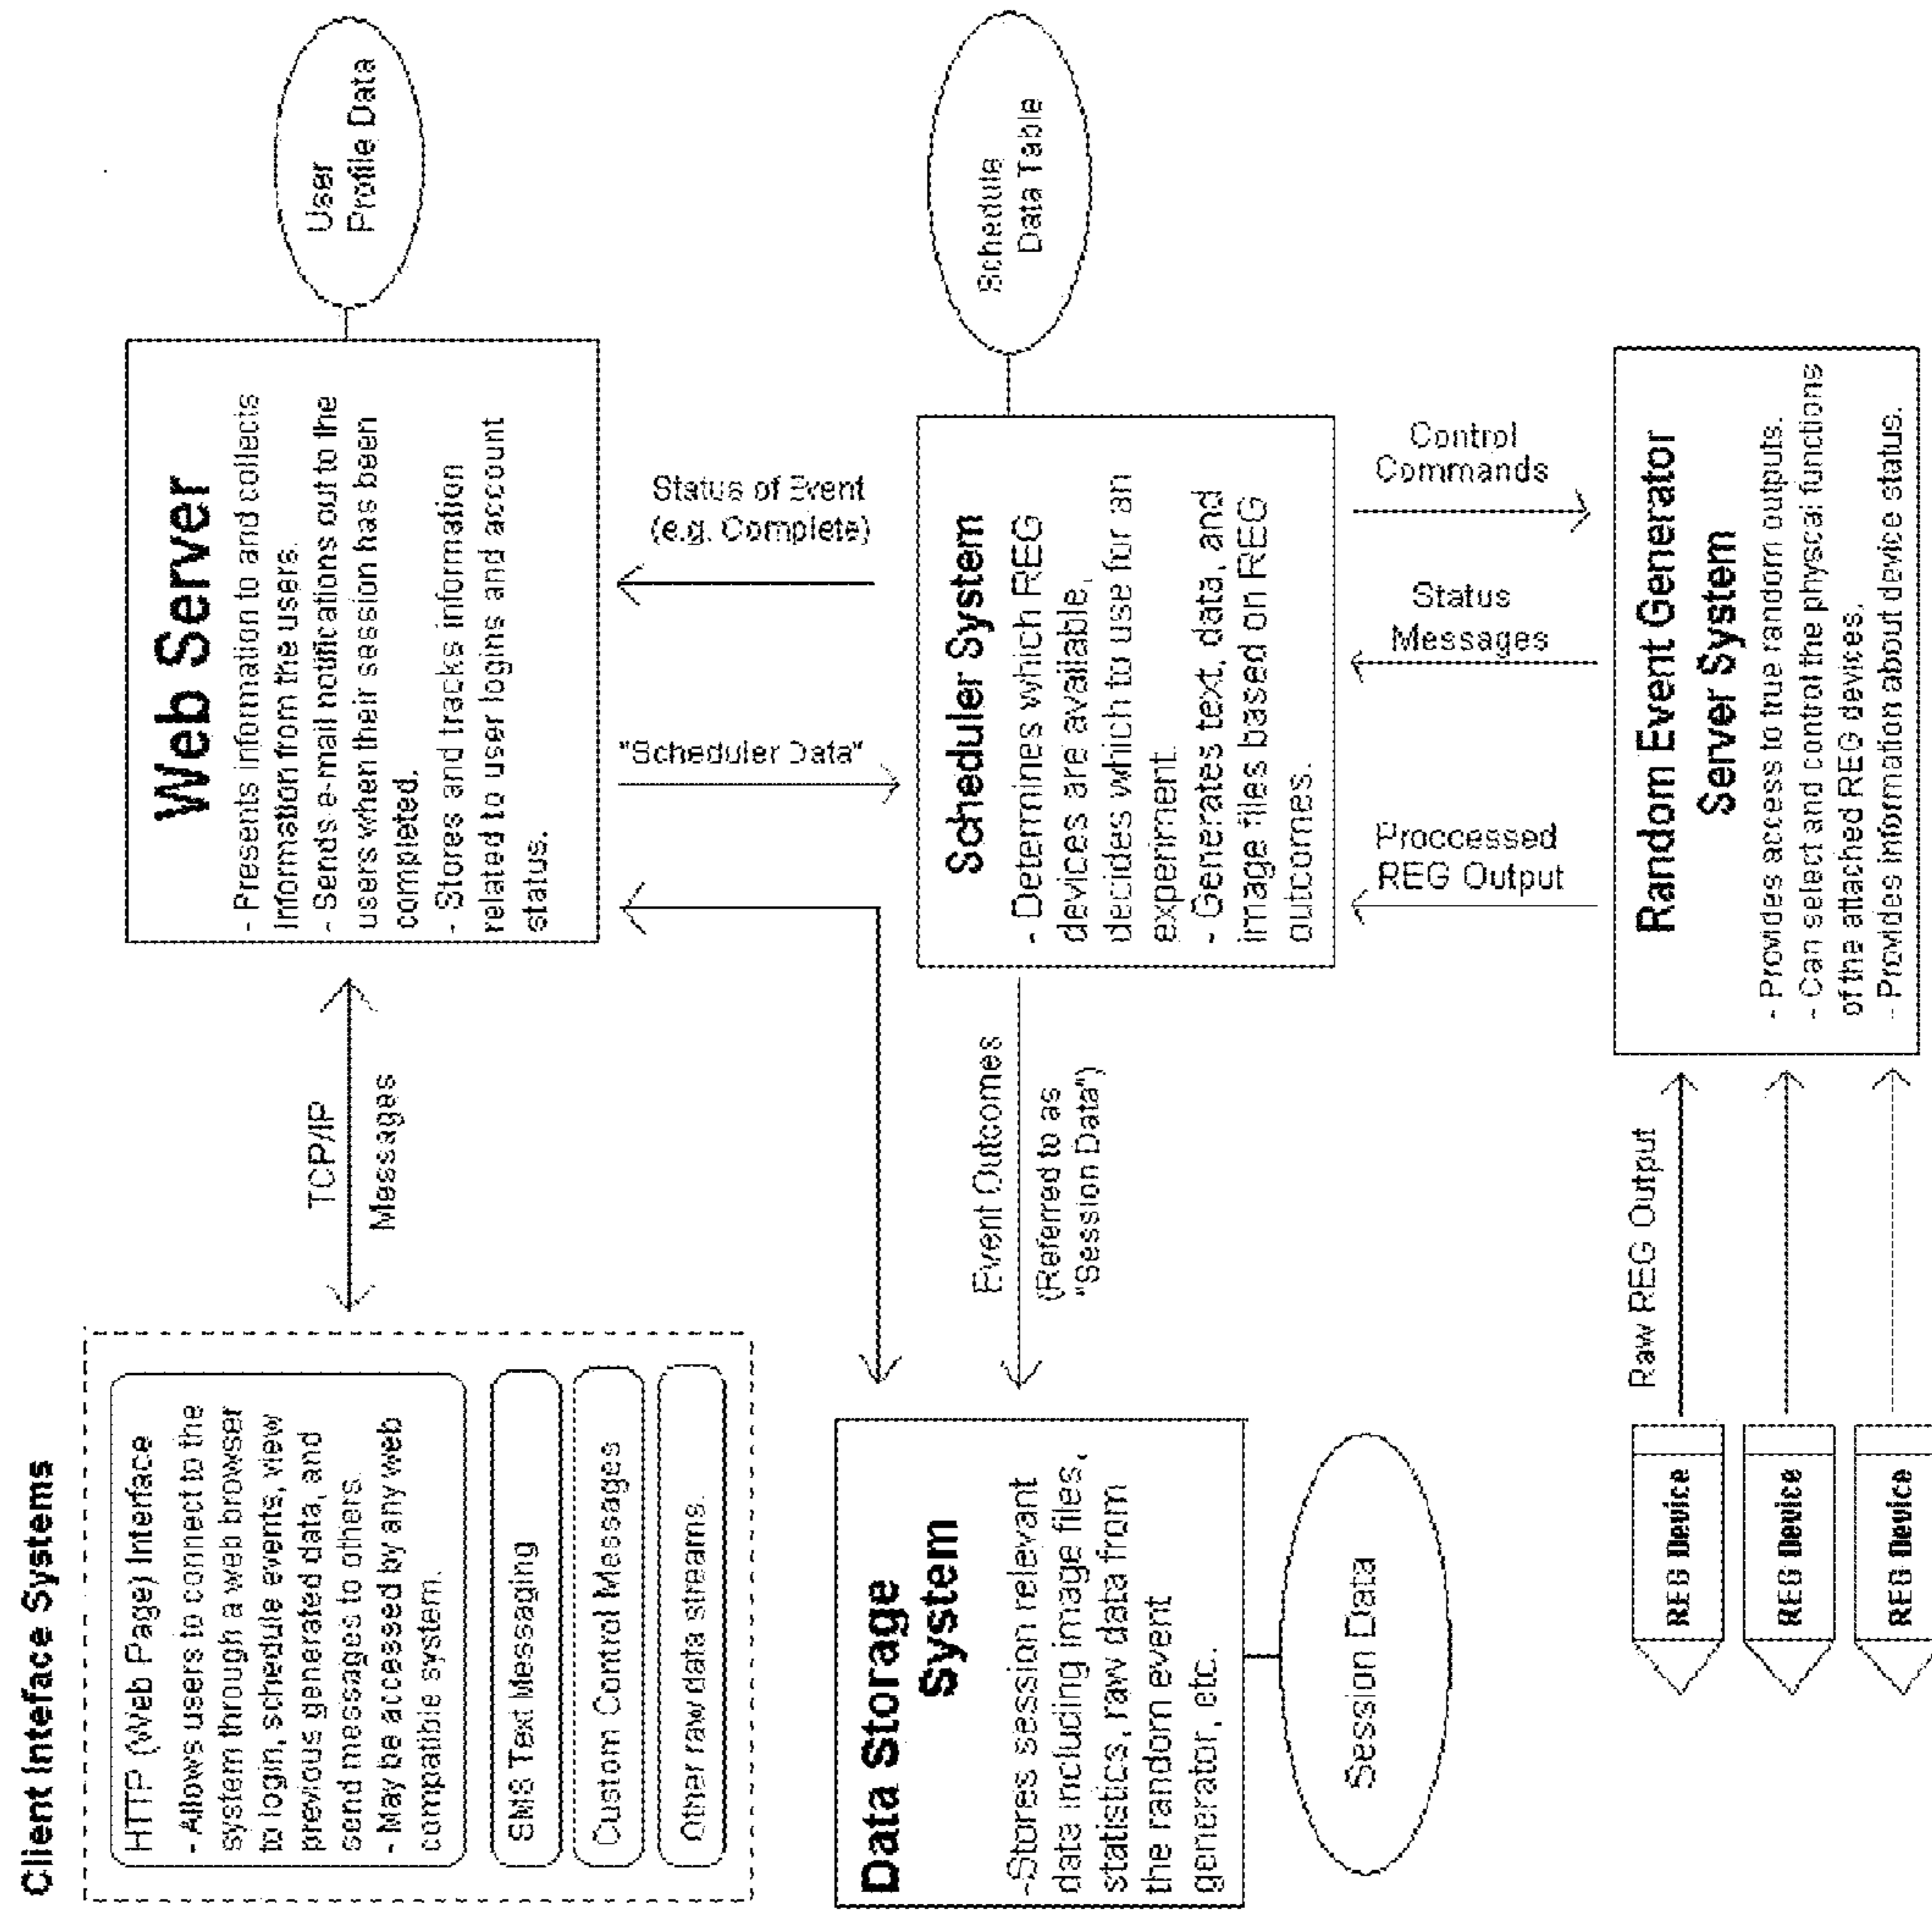 Client Inteface Systems
HTTP (Web Page) Interface
- Allows users to connect to the
system through a web browser
to login, schedule events, view
previous generated data, and
send messages to others.
- May be accessed by any web
compatible system.
SMS Text Messaging
Custom Control Messages
Other raw data streams.
TCP/IP
Messages
Web Server
- Presents information to and collects
information from the users.
- Sends e-mail notifications out to the
users when their session has been
completed.
- Stores and tracks information
related to user logins and account
status.
User
Profile Data
"Scheduler Data"
Status of Event
(e.g. Complete)
Data Storage
System
-Stores session relevant
data including image files,
statistics, raw data from
the random event
generator, etc.
Session Data
Event Outcomes
(Referred to as
"Session Data")
Scheduler System
- Determines which REG
devices are available,
decides which to use for an
experiment.
- Generates text, data, and
image files based on REG
outcomes.
Schedule
Data Table
Proccessed
REG Output
Status
Messages
Control
Commands
REG Device
REG Device
REG Device
Raw REG Output
Random Event Generator
Server System
- Provides access to true random outputs.
- Can select and control the physcal functions
of the attached REG devices.
- Provides information about device status.